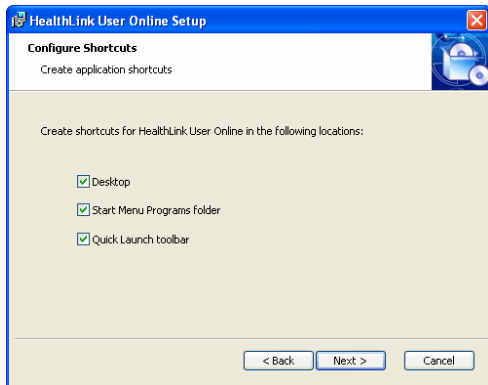 HealthLink User Online Setup
Configure Shortcuts
Create application shortcuts
Create shortcuts for HealthLink User Online in the following locations:
Desktop
Start Menu Programs folder
Quick Launch toolbar
< Back
Next >
Cancel